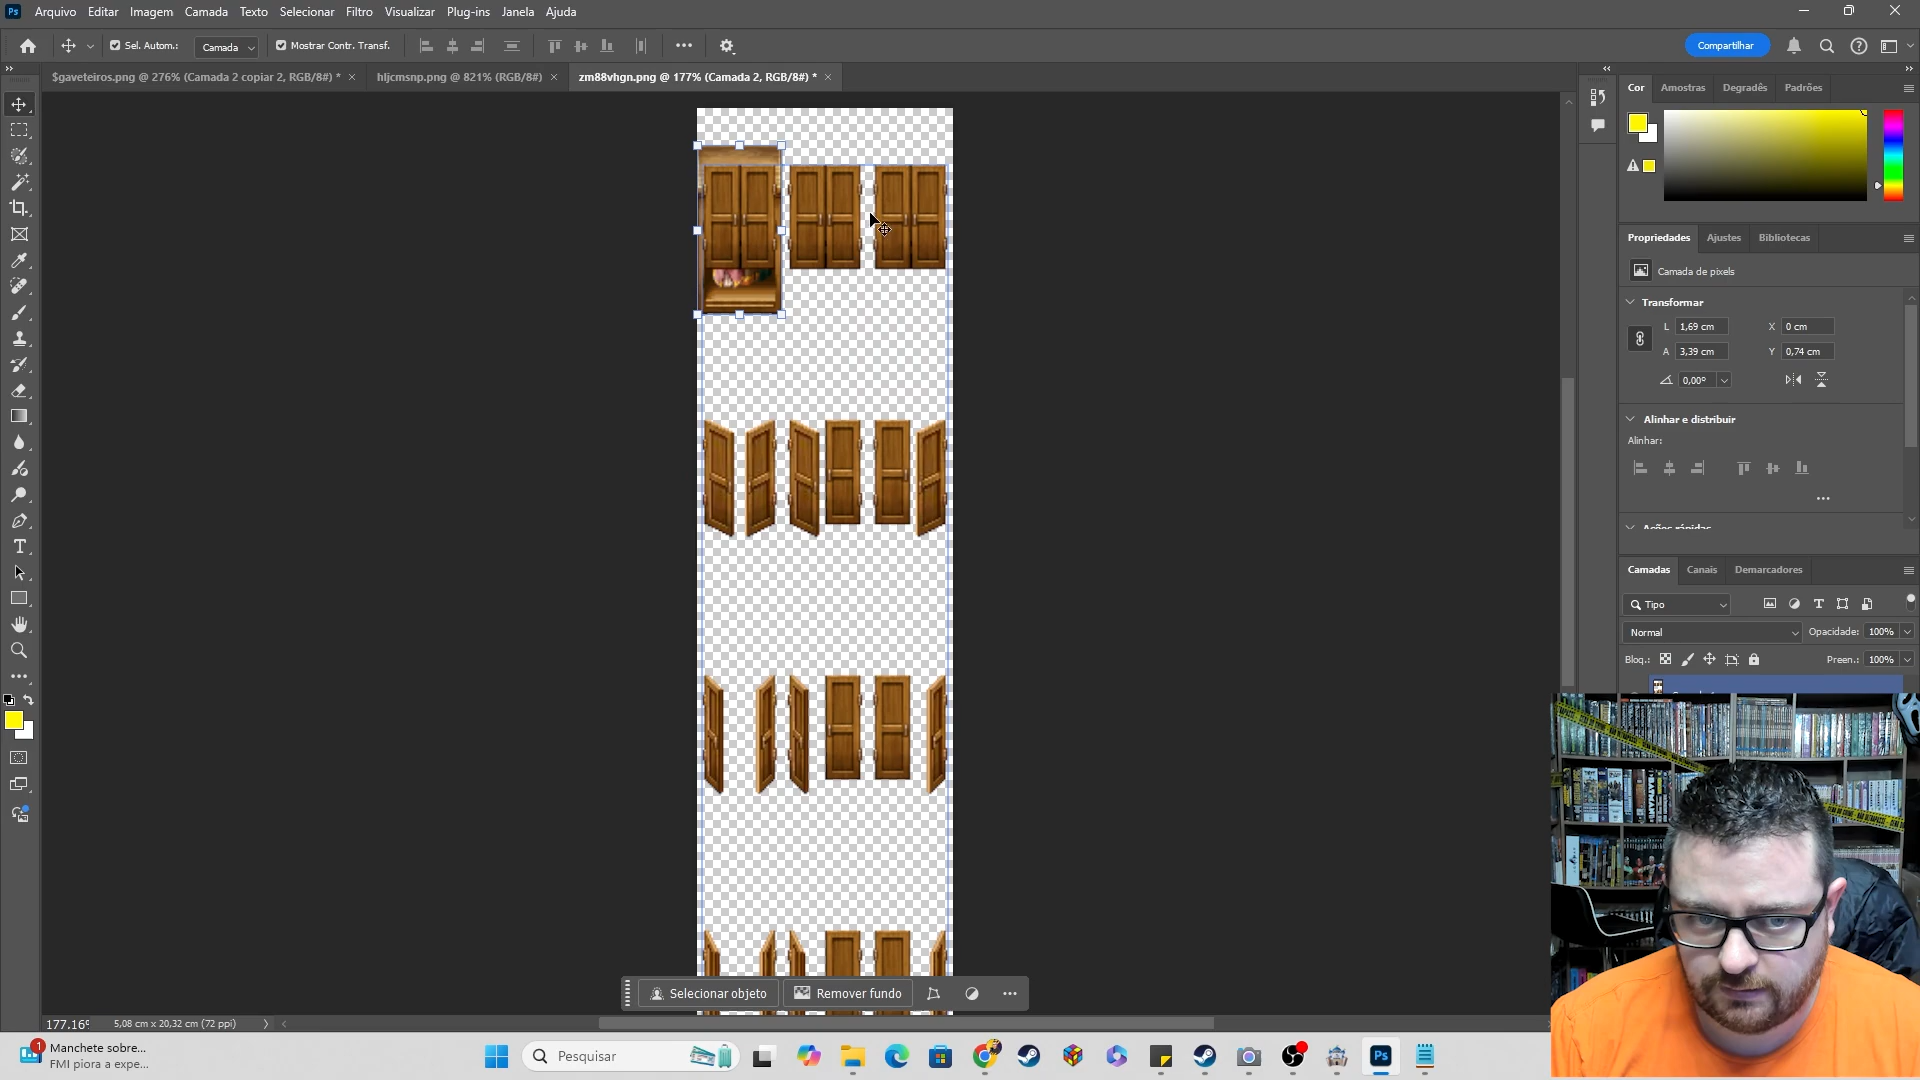 Ps Arquivo Editar Imagem Camada Texto Selecionar Filtro Visualizar Plug-ins Janela Ajuda
Sel. Autom.: Camada Mostrar Contr. Transf. Compartilhar
$gaveteiros.png @ 276% (Camada 2 copiar 2, RGB/8#) * hljcmsnp.png @ 821% (RGB/8#) zm88vhgn.png @ 177% (Camada 2, RGB/8#) *
Cor Amostras Degradês Padrões
Propriedades Ajustes Bibliotecas
Camada de pixels
Transformar
L 1,69 cm X 0 cm
A 3,39 cm Y 0,74 cm
0,00°
Alinhar e distribuir
Alinhar:
Ações rápidas
Camadas Canais Demarcadores
Tipo
Normal Opacidade: 100%
Bloq.: Preen.: 100%
Selecionar objeto Remover fundo
177.16% 5,08 cm x 20,32 cm (72 ppi)
1 Manchete sobre...
FMI piora a expe...
Pesquisar
Ps